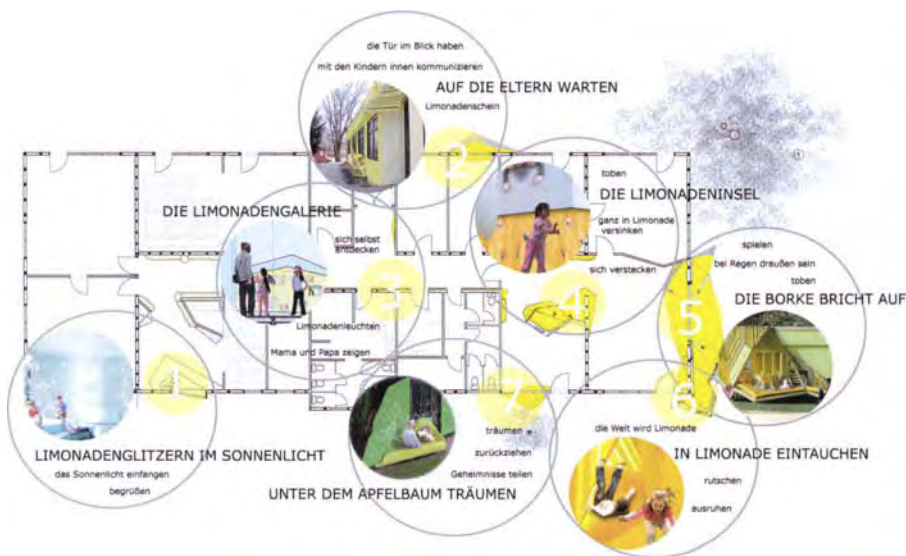 die Tür im Blick haben
mit den Kindern innen kommunizieren
AUF DIE ELTERN WARTEN
Limonadenschein
2
toben
DIE LIMONADENINSEL
ganz in Limonade
versinken
sich verstecken
4
DIE LIMONADENGALERIE
sich selbst
entdecken
3
Limonadenleuchten
Mama und Papa zeigen
spielen
bei Regen dreußen sein
toben
DIE BORKE BRICHT AUF
5
1
LIMONADENGLITZERN IM SONNENLICHT
das Sonnenlicht einfangen
begrüßen
7
träumen
zurückziehen
Geheimnisse teilen
UNTER DEM APFELBAUM TRÄUMEN
6
die Welt wird Limonade
IN LIMONADE EINTAUCHEN
rutschen
ausruhen